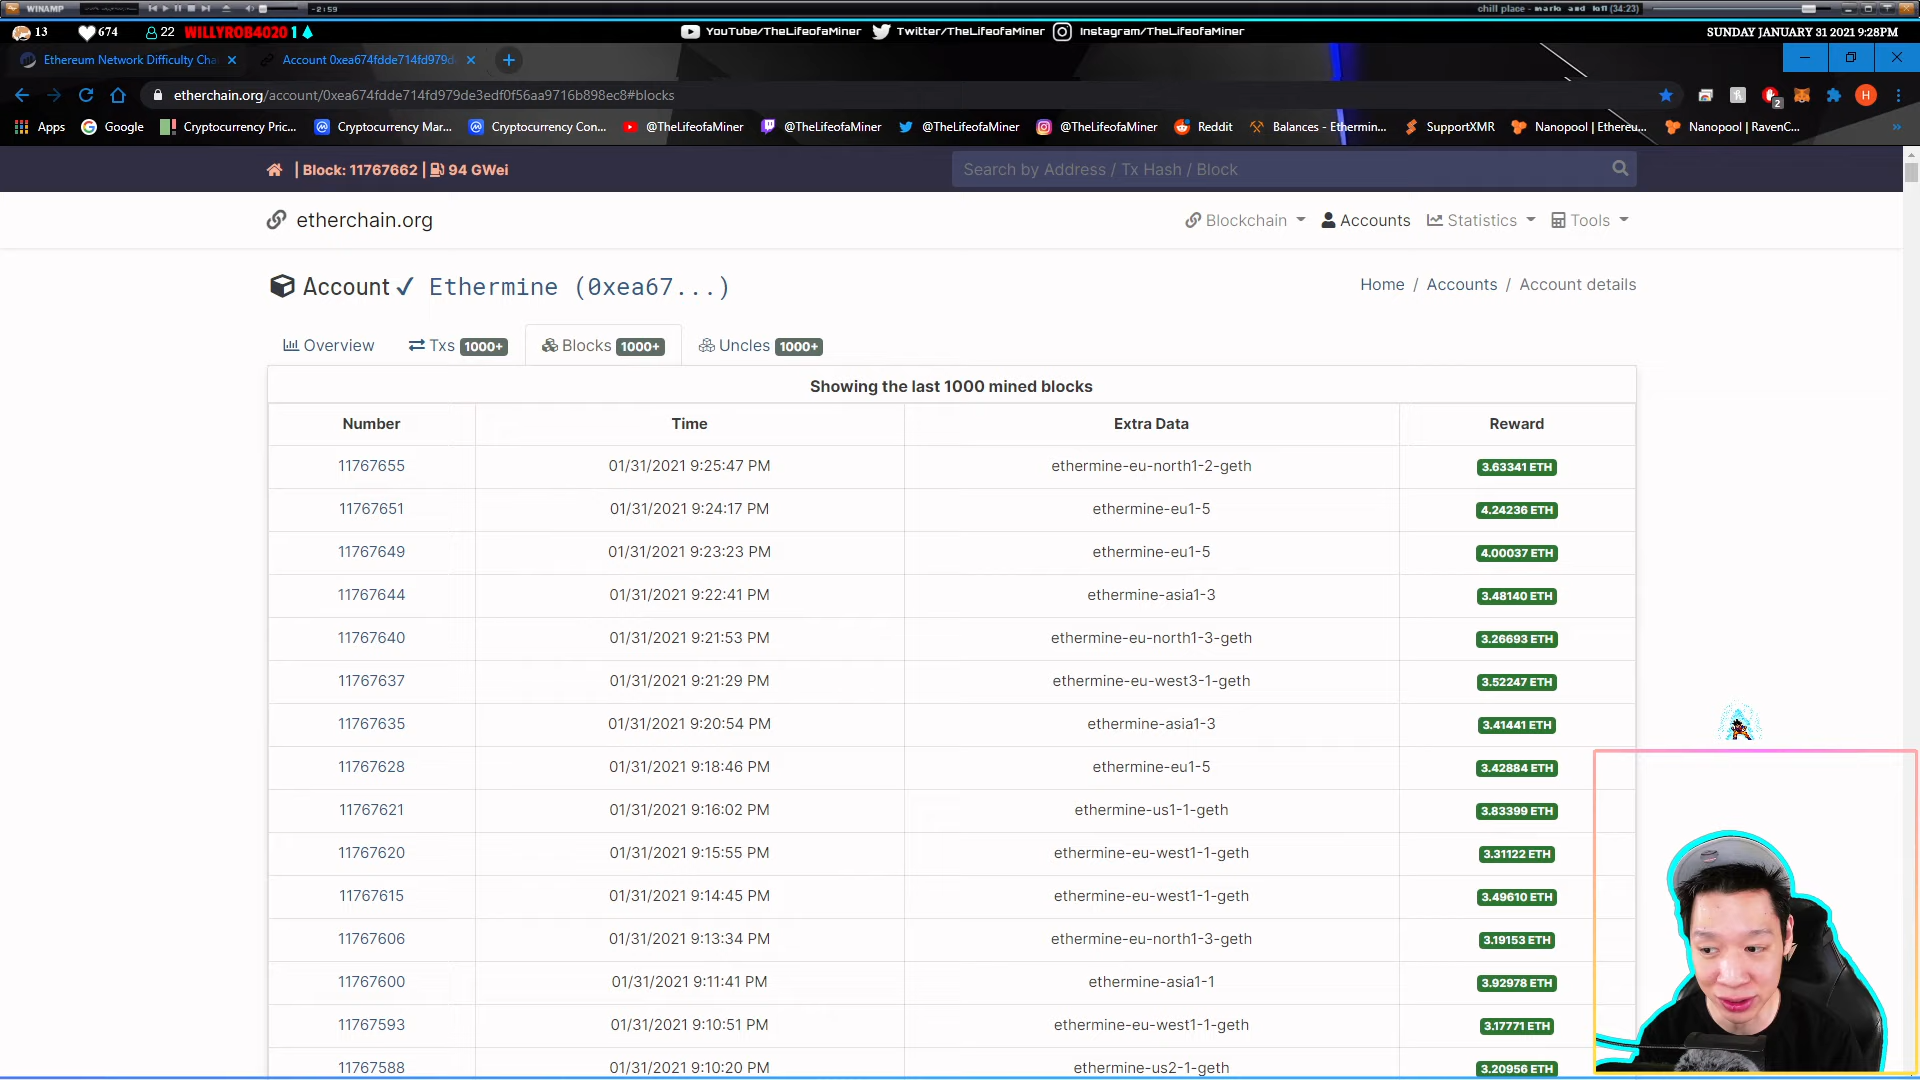 WINAMP -2:59 chill place - mark and lofi (34:23)
13 674 22 WILLYROB4020 1 YouTube/TheLifeofaMiner Twitter/TheLifeofaMiner Instagram/TheLifeofaMiner SUNDAY JANUARY 31 2021 9:28PM
Ethereum Network Difficulty Cha Account 0xea674fdde714fd979d
etherchain.org/account/0xea674fdde714fd979de3edf0f56aa9716b898ec8#blocks H 2
Apps Google Cryptocurrency Pric... Cryptocurrency Mar... Cryptocurrency Con... @TheLifeofaMiner @TheLifeofaMiner @TheLifeofaMiner @TheLifeofaMiner Reddit Balances - Ethermin... SupportXMR Nanopool | Ethereu... Nanopool | RavenC... »
| Block: 11767662 | 94 GWei Search by Address / Tx Hash / Block
etherchain.org Blockchain Accounts Statistics Tools
Account ✓ Ethermine (0xea67...) Home / Accounts / Account details
Overview Txs 1000+ Blocks 1000+ Uncles 1000+
Showing the last 1000 mined blocks
Number Time Extra Data Reward
11767655 01/31/2021 9:25:47 PM ethermine-eu-north1-2-geth 3.63341 ETH
11767651 01/31/2021 9:24:17 PM ethermine-eu1-5 4.24236 ETH
11767649 01/31/2021 9:23:23 PM ethermine-eu1-5 4.00037 ETH
11767644 01/31/2021 9:22:41 PM ethermine-asia1-3 3.48140 ETH
11767640 01/31/2021 9:21:53 PM ethermine-eu-north1-3-geth 3.26693 ETH
11767637 01/31/2021 9:21:29 PM ethermine-eu-west3-1-geth 3.52247 ETH
11767635 01/31/2021 9:20:54 PM ethermine-asia1-3 3.41441 ETH
11767628 01/31/2021 9:18:46 PM ethermine-eu1-5 3.42884 ETH
11767621 01/31/2021 9:16:02 PM ethermine-us1-1-geth 3.83399 ETH
11767620 01/31/2021 9:15:55 PM ethermine-eu-west1-1-geth 3.31122 ETH
11767615 01/31/2021 9:14:45 PM ethermine-eu-west1-1-geth 3.49610 ETH
11767606 01/31/2021 9:13:34 PM ethermine-eu-north1-3-geth 3.19153 ETH
11767600 01/31/2021 9:11:41 PM ethermine-asia1-1 3.92978 ETH
11767593 01/31/2021 9:10:51 PM ethermine-eu-west1-1-geth 3.17771 ETH
11767588 01/31/2021 9:10:20 PM ethermine-us2-1-geth 3.20956 ETH